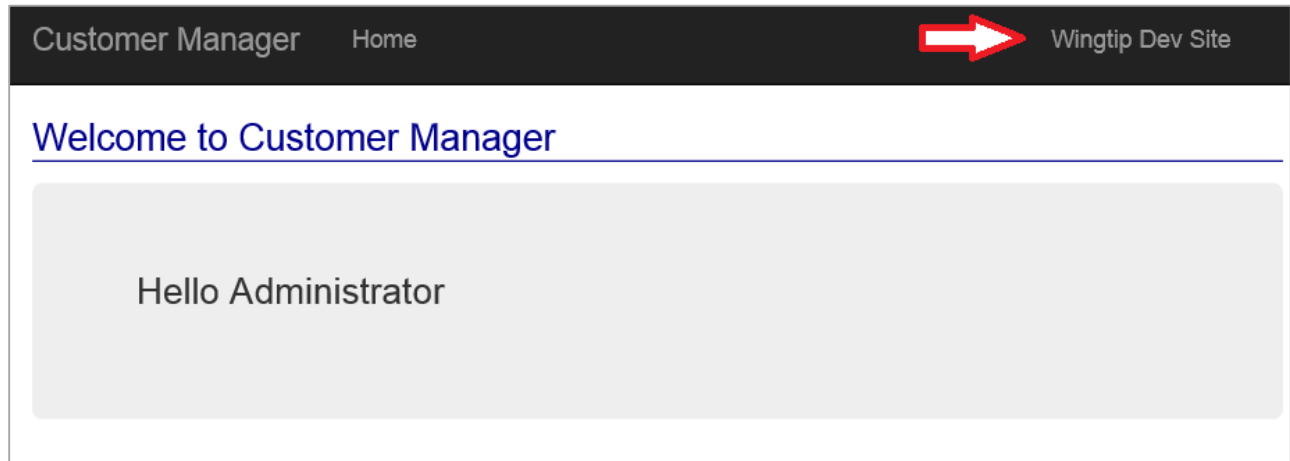 Customer Manager Home Wingtip Dev Site
Welcome to Customer Manager
Hello Administrator